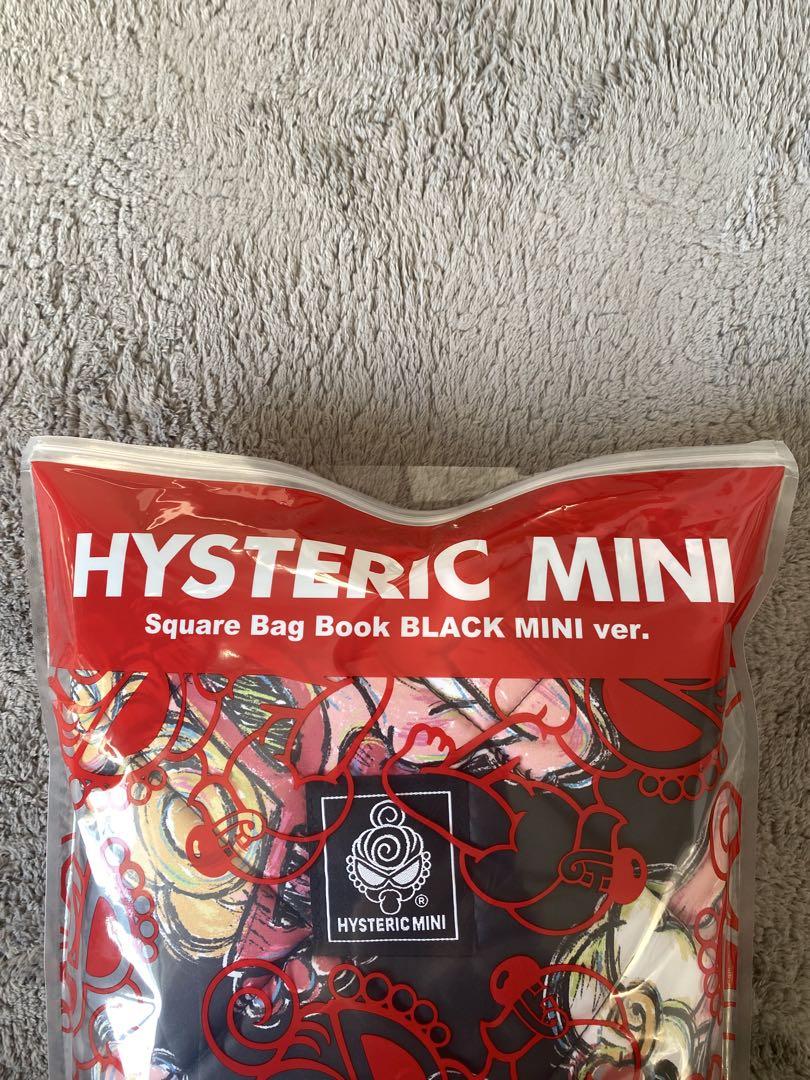 HYSTERIC MINI
Square Bag Book BLACK MINI ver.
®
HYSTERIC MINI